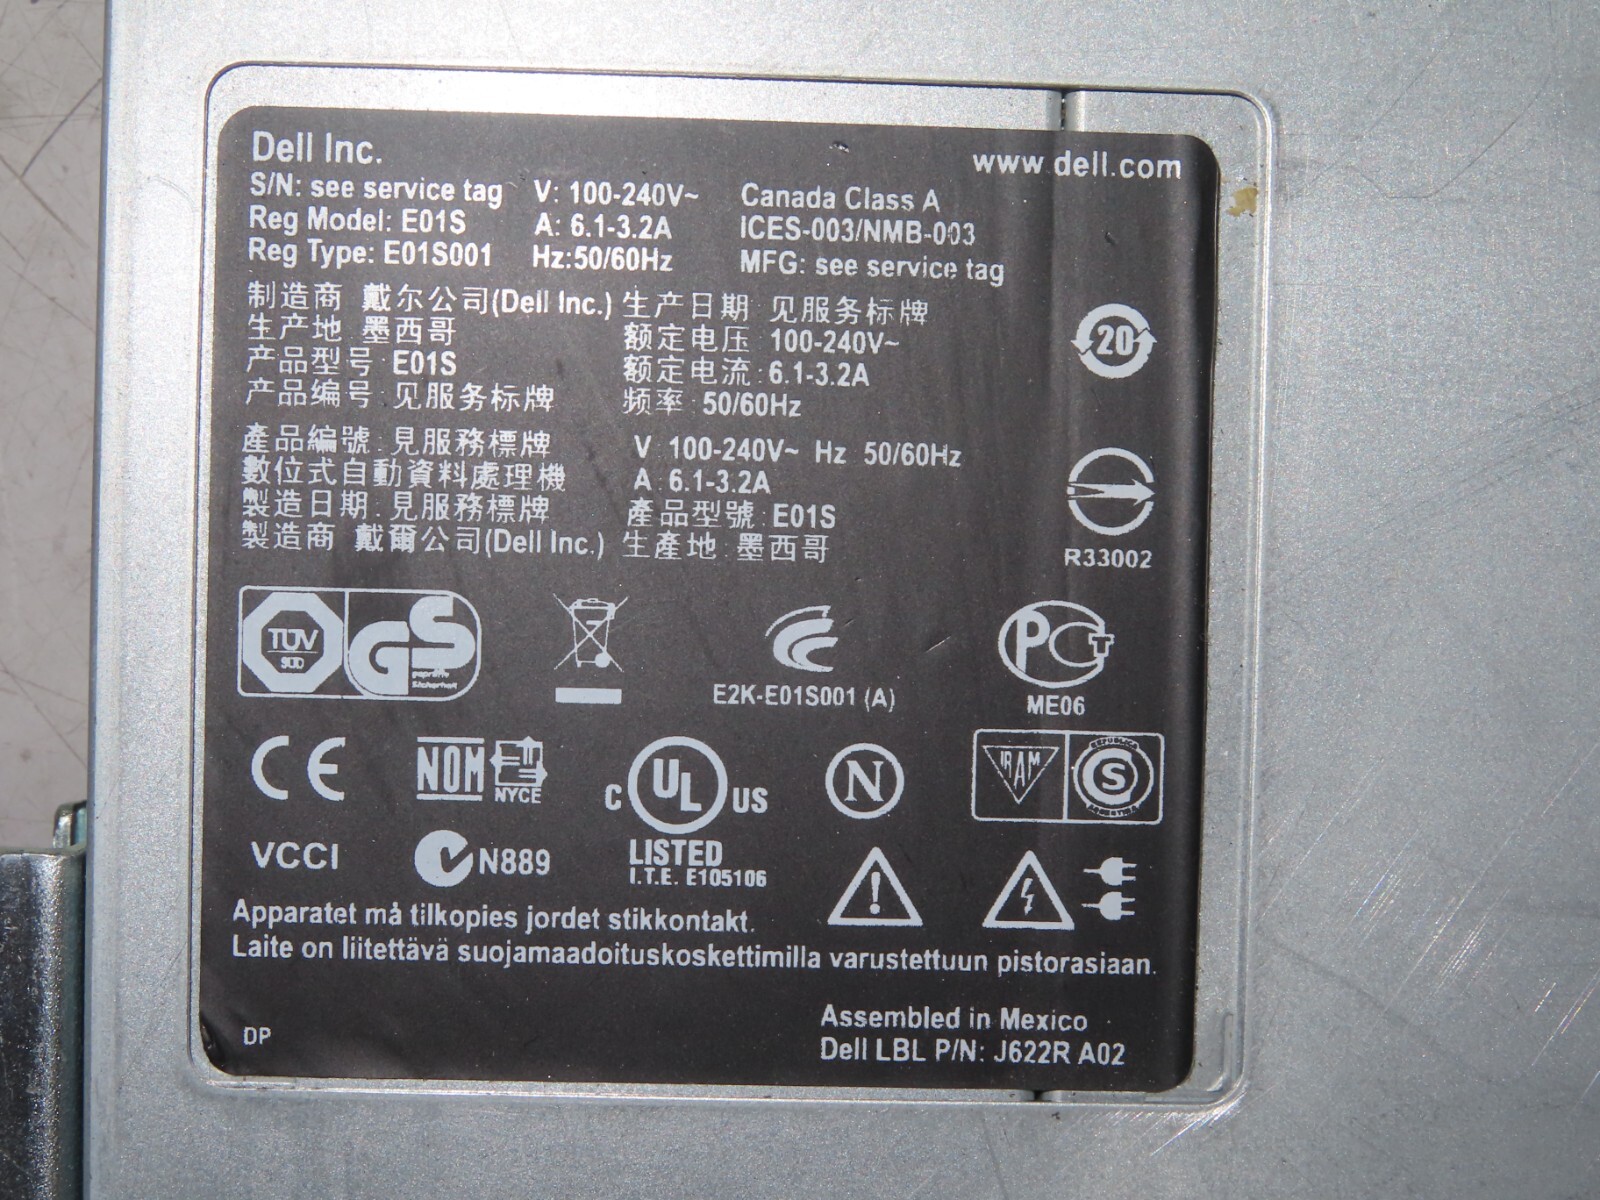 Dell Inc.
www.dell.com
S/N: see service tag V: 100-240V~ Canada Class A
Reg Model: E01S A: 6.1-3.2A ICES-003/NMB-003
Reg Type: E01S001 Hz:50/60Hz MFG: see service tag
制造商 戴尔公司(Dell Inc.) 生产日期 见服务标牌
生产地 墨西哥 额定电压 100-240V~
产品型号 E01S 额定电流:6.1-3.2A
产品编号:见服务标牌 频率:50/60Hz
20
產品編號:見服務標牌 V 100-240V~ Hz 50/60Hz
數位式自動資料處理機 A:6.1-3.2A
製造日期:見服務標牌 產品型號:E01S
製造商 戴爾公司(Dell Inc.) 生產地:墨西哥
R33002
TÜV
SÜD
GS
geprüfte
Sicherheit
E2K-E01S001 (A)
PCT
ME06
CE
NOM
NYCE
C UL US
LISTED
I.T.E. E105106
N
IRAM
REPUBLICA
S
ARGENTINA
VCCI
N889
Apparatet må tilkopies jordet stikkontakt.
Laite on liitettävä suojamaadoituskoskettimilla varustettuun pistorasiaan.
DP
Assembled in Mexico
Dell LBL P/N: J622R A02